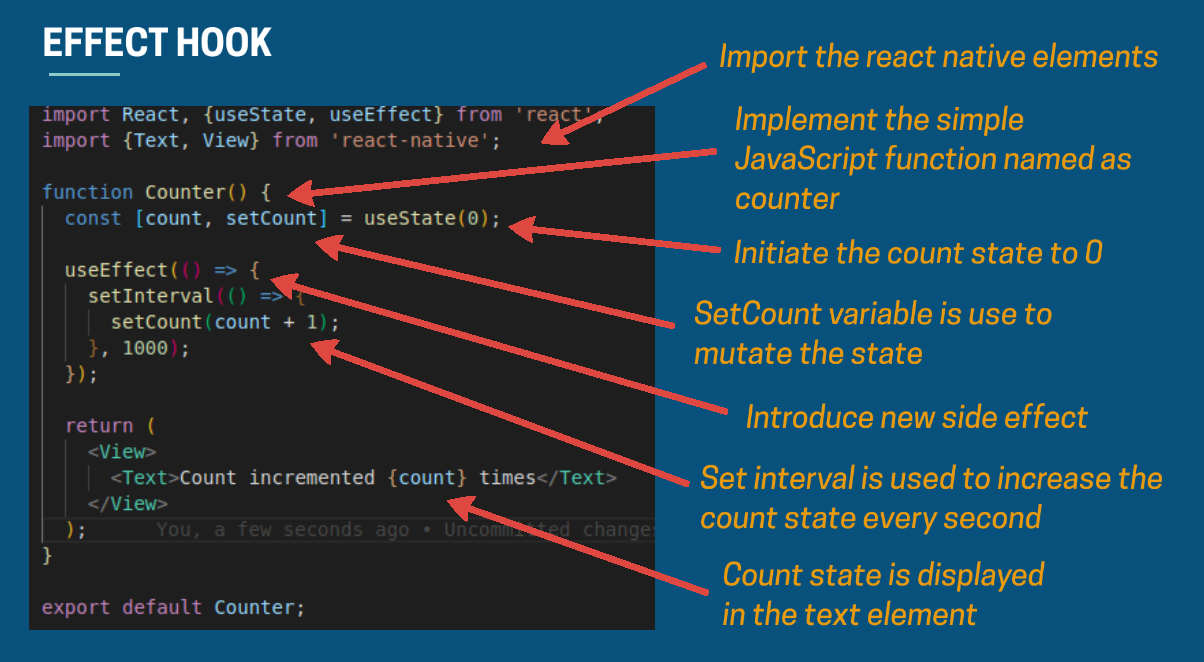 EFFECT HOOK
import React, {useState, useEffect} from 'react';
import {Text, View} from 'react-native';
function Counter() {
const [count, setCount] = useState(0);
useEffect(() => {
setInterval(() => {
setCount(count + 1);
}, 1000);
});
return (
<View>
<Text>Count incremented {count} times</Text>
</View>
); You, a few seconds ago • Uncommitted changes
}
export default Counter;
Import the react native elements
Implement the simple
JavaScript function named as
counter
Initiate the count state to 0
SetCount variable is use to
mutate the state
Introduce new side effect
Set interval is used to increase the
count state every second
Count state is displayed
in the text element